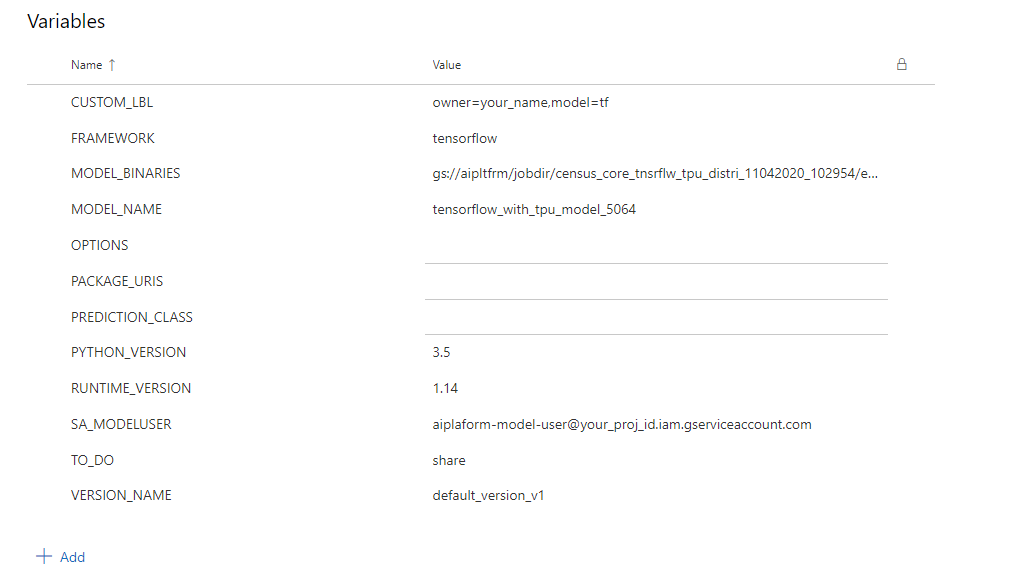 Variables
Name ↑ Value
CUSTOM_LBL owner=your_name,model=tf
FRAMEWORK tensorflow
MODEL_BINARIES gs://aipltfrm/jobdir/census_core_tnsrflw_tpu_distri_11042020_102954/e...
MODEL_NAME tensorflow_with_tpu_model_5064
OPTIONS
PACKAGE_URIS
PREDICTION_CLASS
PYTHON_VERSION 3.5
RUNTIME_VERSION 1.14
SA_MODELUSER aiplaform-model-user@your_proj_id.iam.gserviceaccount.com
TO_DO share
VERSION_NAME default_version_v1
+ Add